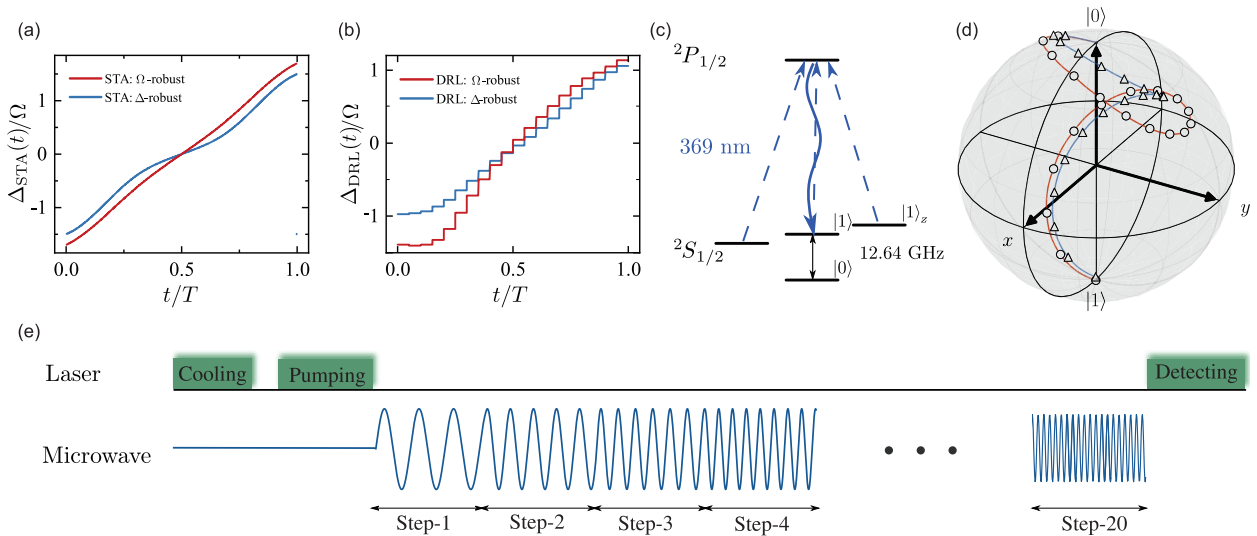 (a)
Δ_STA(t)/Ω
1
0
-1
STA: Ω-robust
STA: Δ-robust
0.0 0.5 1.0
t/T
(b)
Δ_DRL(t)/Ω
1
0
-1
DRL: Ω-robust
DRL: Δ-robust
0.0 0.5 1.0
t/T
(c)
²P₁/₂
369 nm
|1⟩ |1⟩_z
²S₁/₂
12.64 GHz
|0⟩
(d)
|0⟩
y
x
|1⟩
(e)
Laser Cooling Pumping Detecting
Microwave
Step-1 Step-2 Step-3 Step-4 Step-20